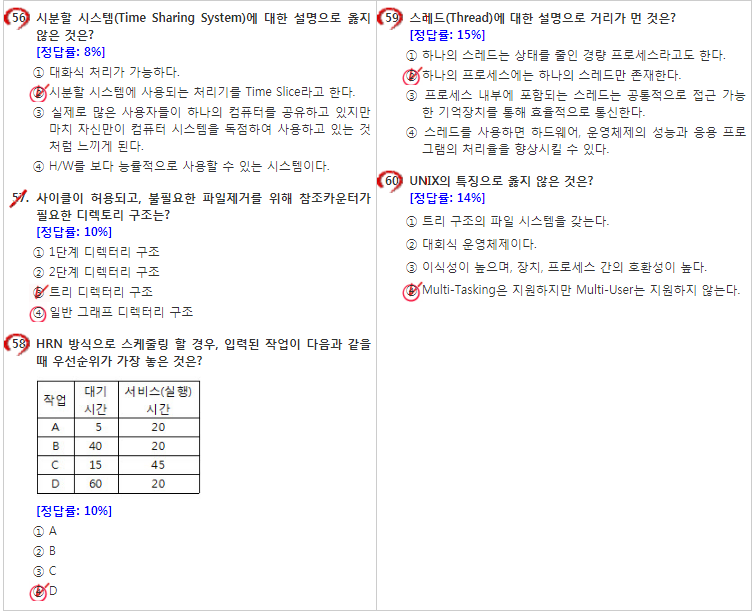 56. 시분할 시스템(Time Sharing System)에 대한 설명으로 옳지
않은 것은?
[정답률: 8%]
① 대화식 처리가 가능하다.
② 시분할 시스템에 사용되는 처리기를 Time Slice라고 한다.
③ 실제로 많은 사용자들이 하나의 컴퓨터를 공유하고 있지만
마치 자신만이 컴퓨터 시스템을 독점하여 사용하고 있는 것
처럼 느끼게 된다.
④ H/W를 보다 능률적으로 사용할 수 있는 시스템이다.
57. 사이클이 허용되고, 불필요한 파일제거를 위해 참조카운터가
필요한 디렉토리 구조는?
[정답률: 10%]
① 1단계 디렉터리 구조
② 2단계 디렉터리 구조
③ 트리 디렉터리 구조
④ 일반 그래프 디렉터리 구조
58. HRN 방식으로 스케줄링 할 경우, 입력된 작업이 다음과 같을
때 우선순위가 가장 높은 것은?
작업 대기 시간 서비스(실행) 시간
A 5 20
B 40 20
C 15 45
D 60 20
[정답률: 10%]
① A
② B
③ C
④ D
59. 스레드(Thread)에 대한 설명으로 거리가 먼 것은?
[정답률: 15%]
① 하나의 스레드는 상태를 줄인 경량 프로세스라고도 한다.
② 하나의 프로세스에는 하나의 스레드만 존재한다.
③ 프로세스 내부에 포함되는 스레드는 공통적으로 접근 가능
한 기억장치를 통해 효율적으로 통신한다.
④ 스레드를 사용하면 하드웨어, 운영체제의 성능과 응용 프로
그램의 처리율을 향상시킬 수 있다.
60. UNIX의 특징으로 옳지 않은 것은?
[정답률: 14%]
① 트리 구조의 파일 시스템을 갖는다.
② 대회식 운영체제이다.
③ 이식성이 높으며, 장치, 프로세스 간의 호환성이 높다.
④ Multi-Tasking은 지원하지만 Multi-User는 지원하지 않는다.